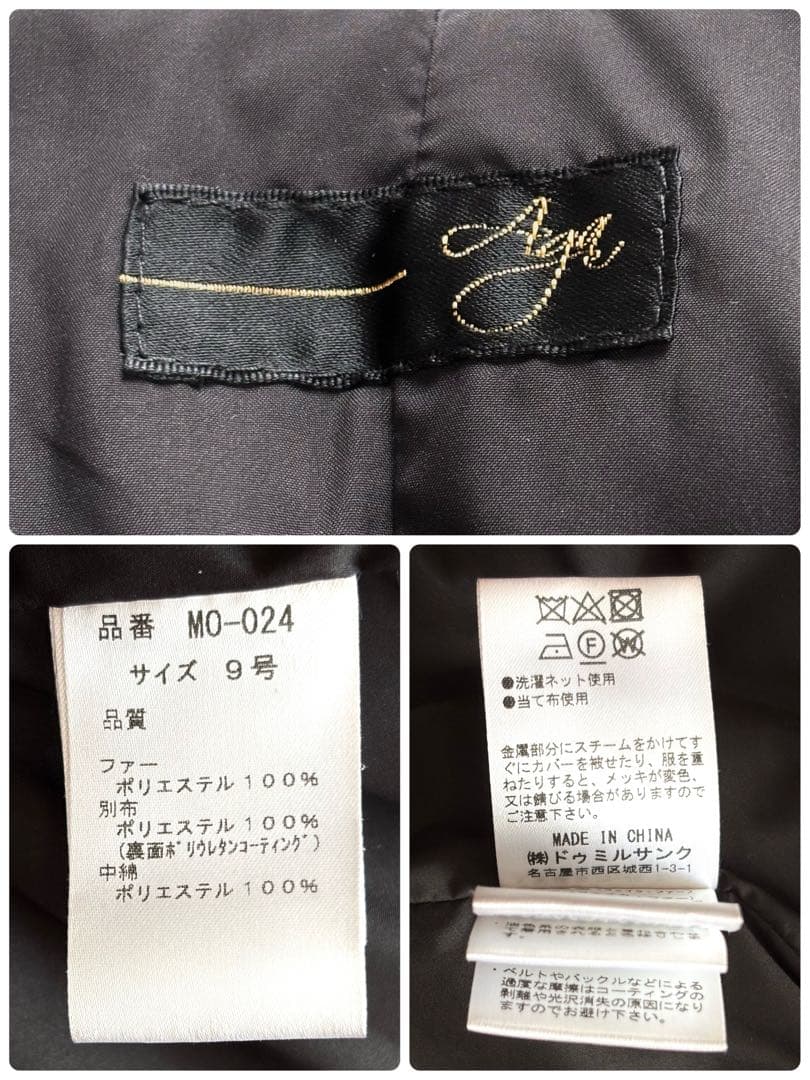 Aya
品番 MO-024
サイズ 9号
品質
ファー
ポリエステル100%
別布
ポリエステル100%
(裏面ポリウレタンコーティング)
中綿
ポリエステル100%
F
W
●洗濯ネット使用
●当て布使用
金属部分にスチームをかけてす
ぐにカバーを被せたり、服を重
ねたりすると、メッキが変色、
又は錆びる場合がありますので
ご注意下さい。
MADE IN CHINA
㈱ドゥミルサンク
名古屋市西区城西1-3-1
す。
・ベルトやバックルなどによる
過度な摩擦はコーティングの
剥離や光沢消失の原因になり
ますのでお避け下さい。